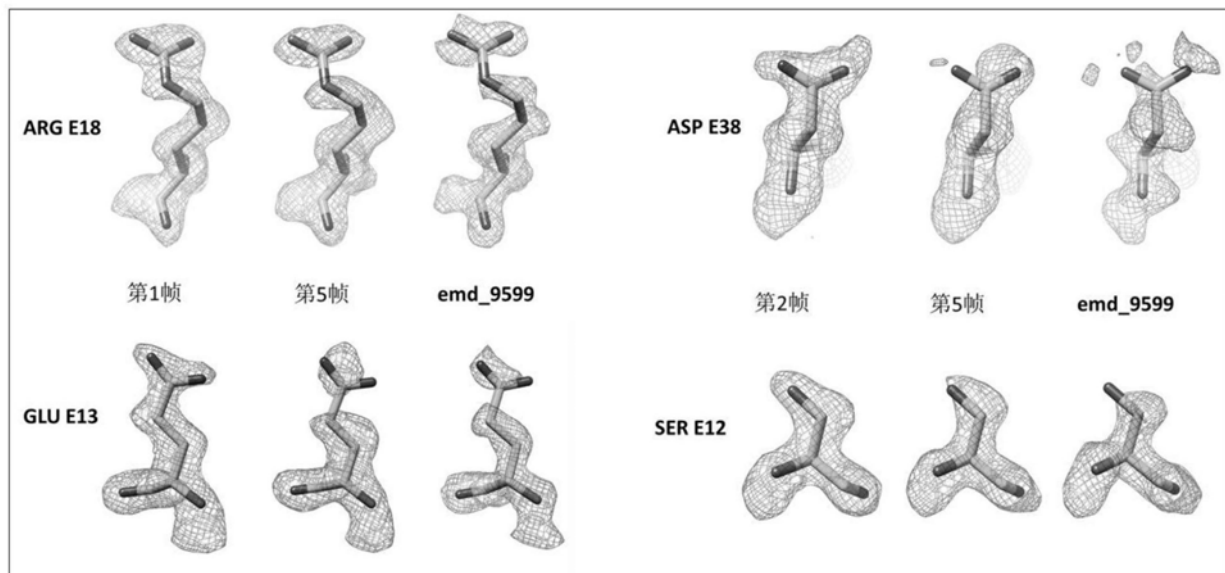 ARG E18
ASP E38
第1帧
第5帧
emd_9599
第2帧
第5帧
emd_9599
GLU E13
SER E12